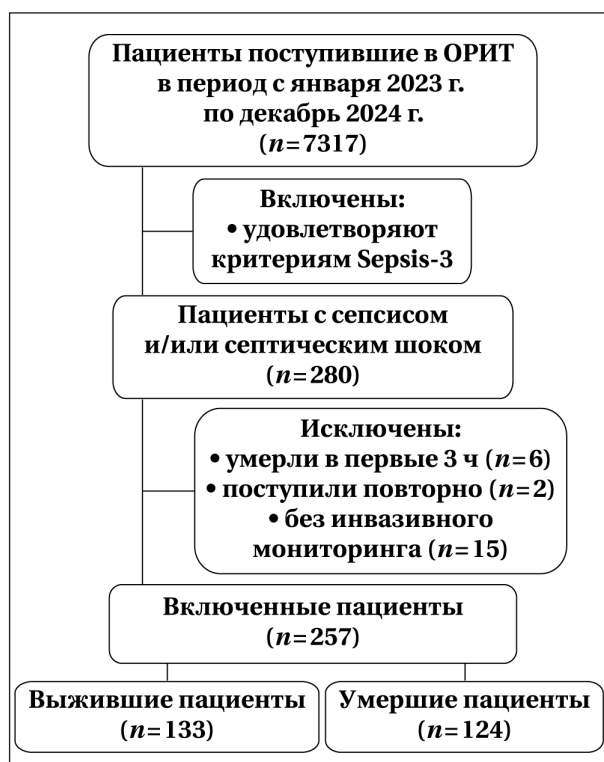 Пациенты поступившие в ОРИТ
в период с января 2023 г.
по декабрь 2024 г.
(n=7317)
Включены:
• удовлетворяют
критериям Sepsis-3
Пациенты с сепсисом
и/или септическим шоком
(n=280)
Исключены:
• умерли в первые 3 ч (n=6)
• поступили повторно (n=2)
• без инвазивного
мониторинга (n=15)
Включенные пациенты
(n=257)
Выжившие пациенты
(n=133)
Умершие пациенты
(n=124)